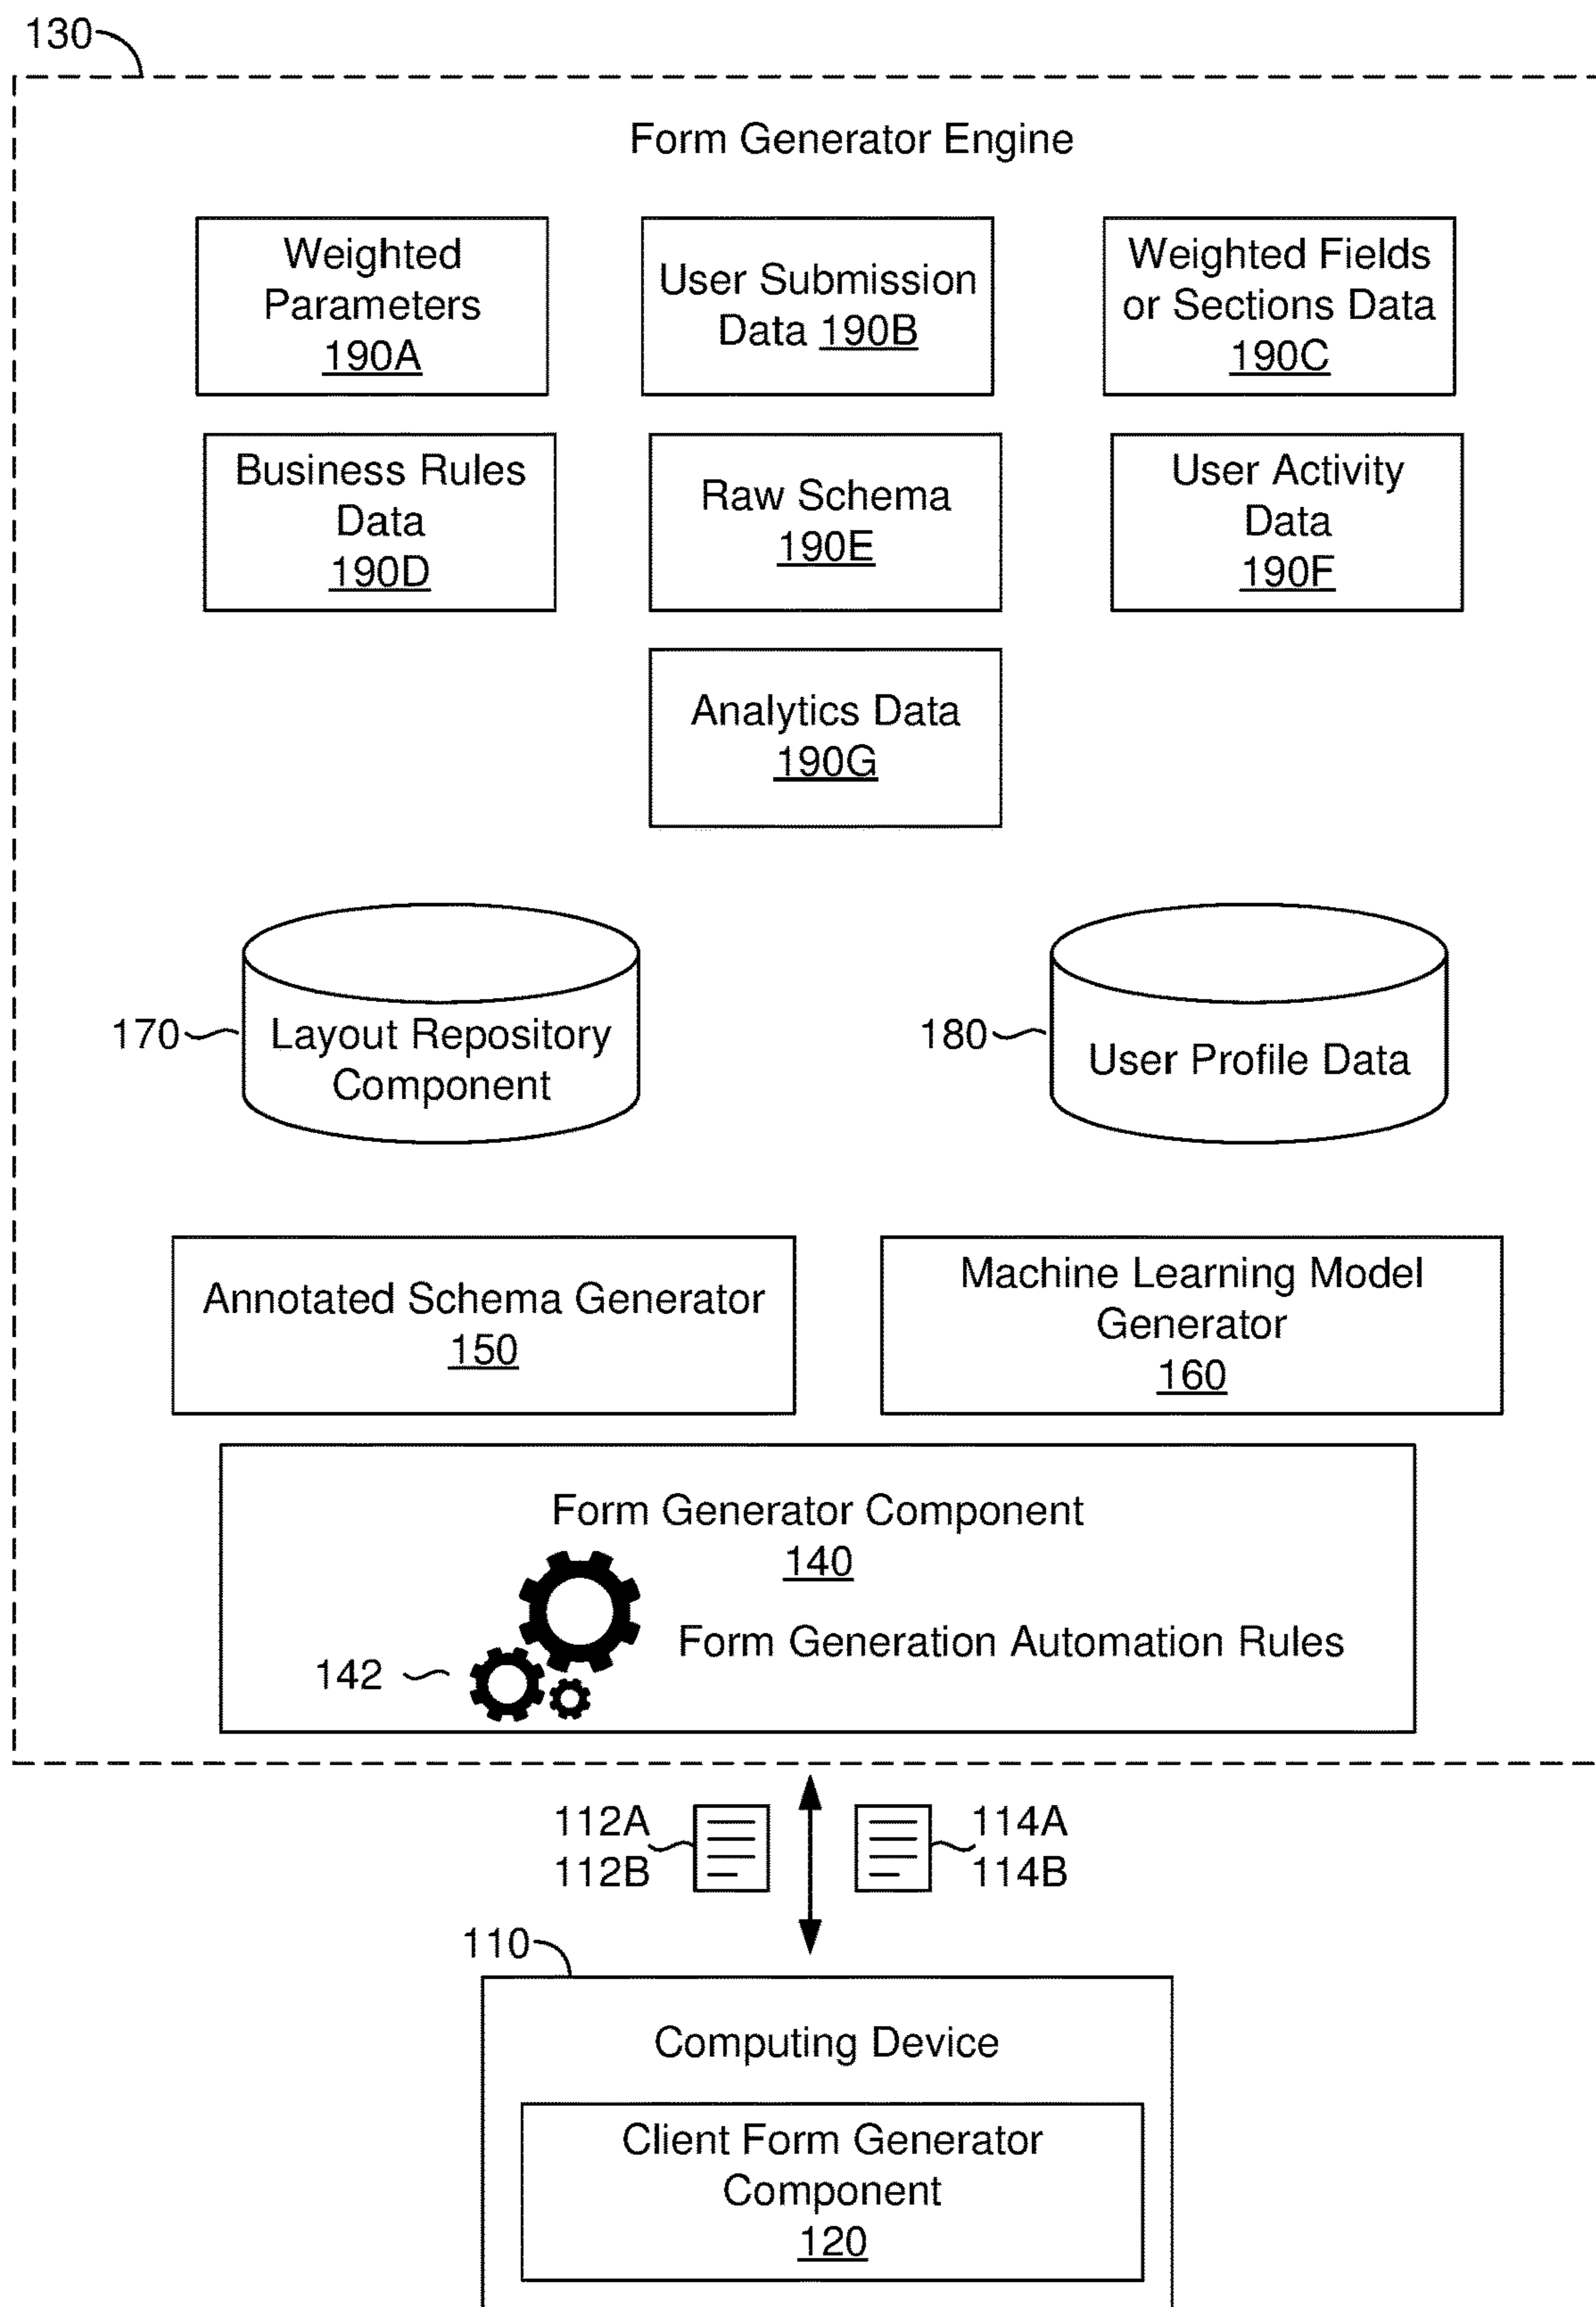 130
Form Generator Engine
Weighted
Parameters
190A
User Submission
Data 190B
Weighted Fields
or Sections Data
190C
Business Rules
Data
190D
Raw Schema
190E
User Activity
Data
190F
Analytics Data
190G
170
Layout Repository
Component
180
User Profile Data
Annotated Schema Generator
150
Machine Learning Model
Generator
160
Form Generator Component
140
Form Generation Automation Rules
142
112A
112B
114A
114B
110
Computing Device
Client Form Generator
Component
120